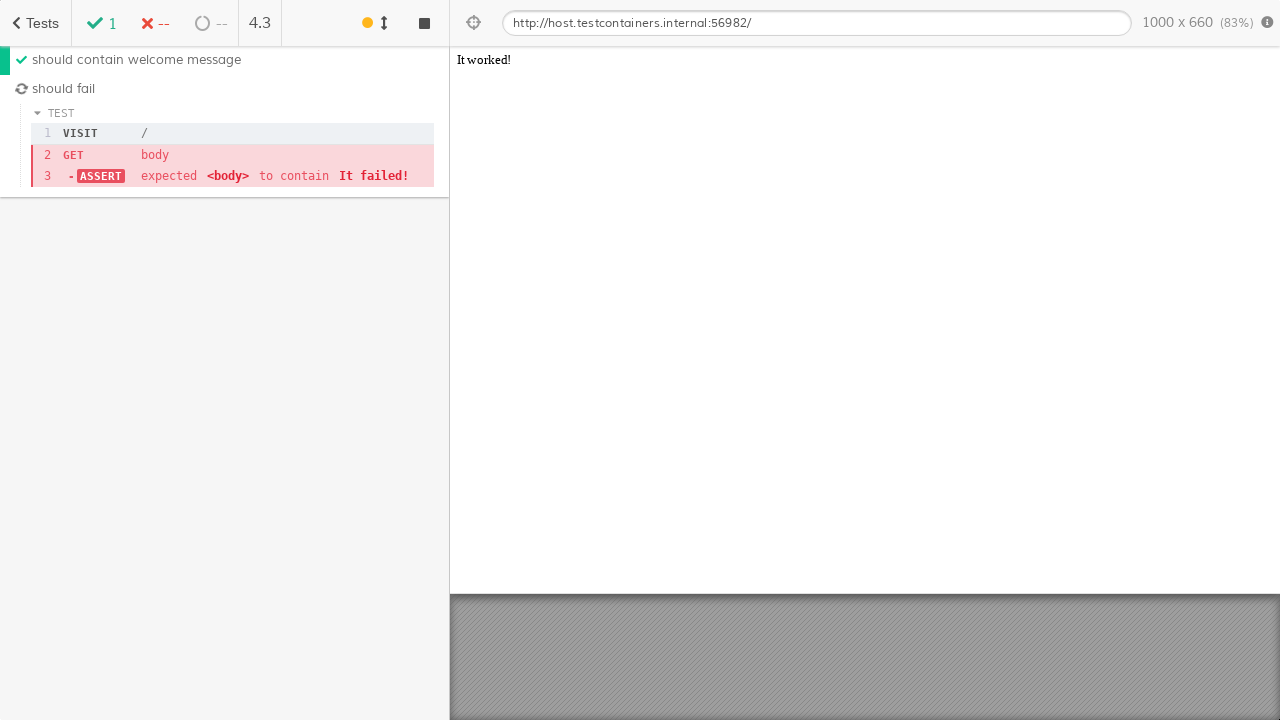 Tests 1 -- -- 4.3
http://host.testcontainers.internal:56982/ 1000 x 660 (83%)
should contain welcome message
should fail
TEST
1 VISIT /
2 GET body
3 -ASSERT expected <body> to contain It failed!
It worked!